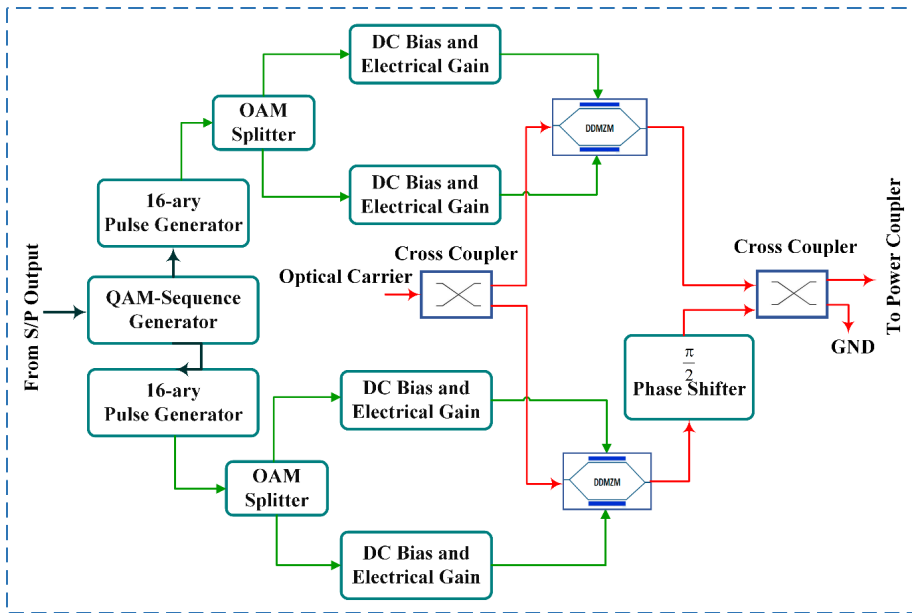 DC Bias and
Electrical Gain
OAM
Splitter
DDMZM
DC Bias and
Electrical Gain
16-ary
Pulse Generator
Cross Coupler
Cross Coupler
Optical Carrier
From S/P Output
QAM-Sequence
Generator
To Power Coupler
GND
π
2
Phase Shifter
16-ary
Pulse Generator
DC Bias and
Electrical Gain
OAM
Splitter
DDMZM
DC Bias and
Electrical Gain